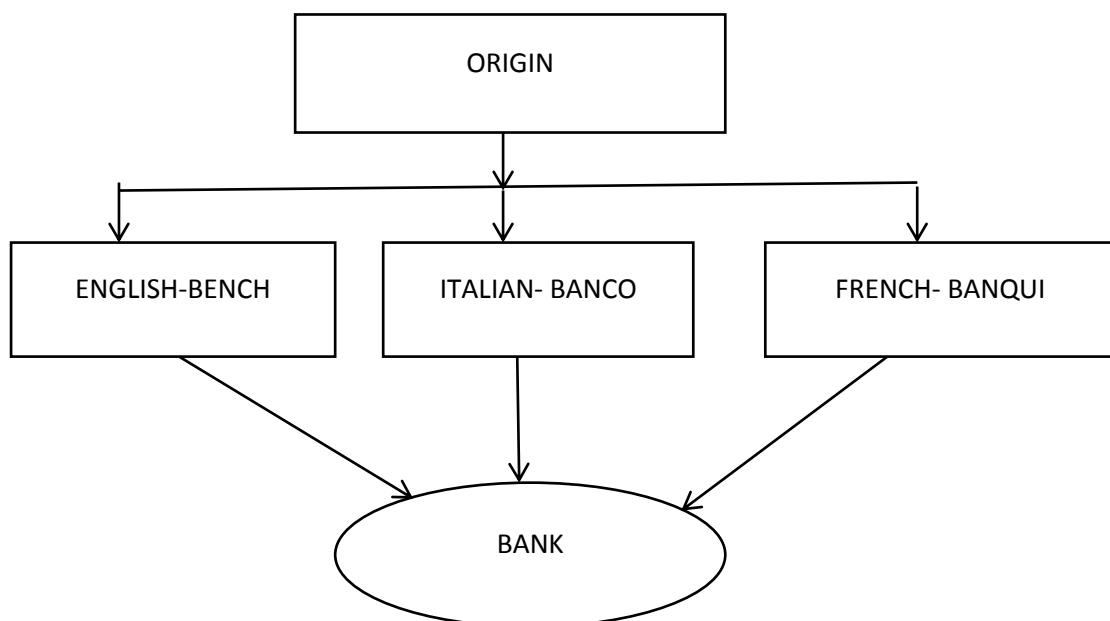 ORIGIN
ENGLISH-BENCH
ITALIAN- BANCO
FRENCH- BANQUI
BANK